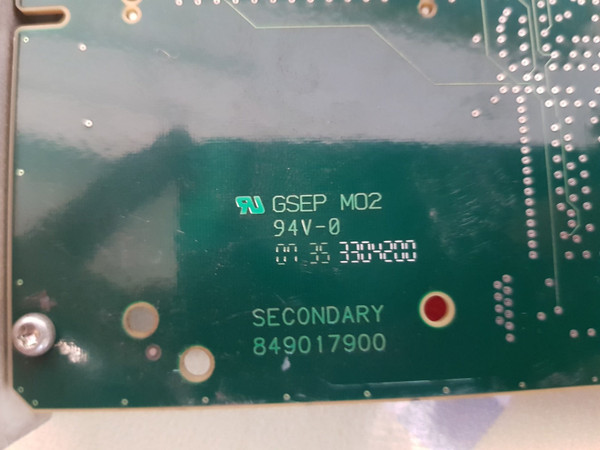 GSEP M02
94V-0
07 35 3304200
SECONDARY
849017900